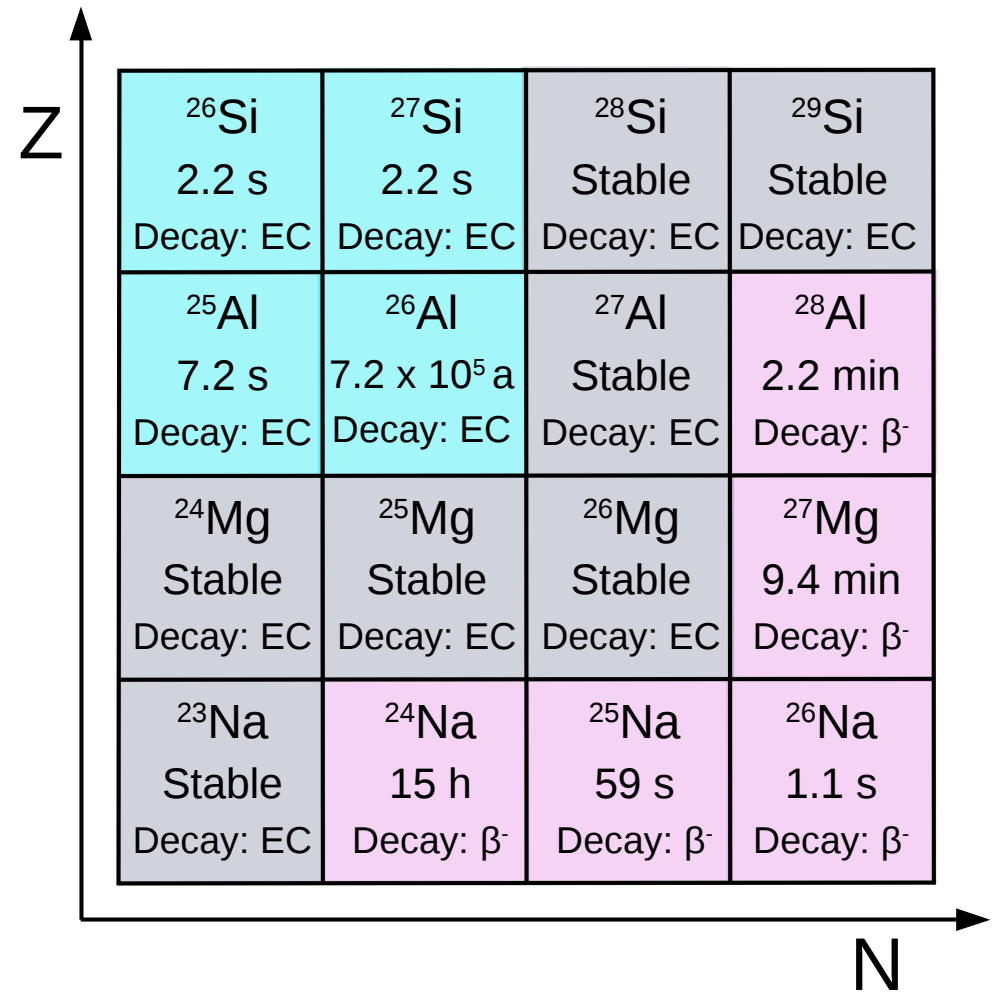 Z
²⁶Si
2.2 s
Decay: EC
²⁷Si
2.2 s
Decay: EC
²⁸Si
Stable
Decay: EC
²⁹Si
Stable
Decay: EC
²⁵Al
7.2 s
Decay: EC
²⁶Al
7.2 x 10⁵ a
Decay: EC
²⁷Al
Stable
Decay: EC
²⁸Al
2.2 min
Decay: β⁻
²⁴Mg
Stable
Decay: EC
²⁵Mg
Stable
Decay: EC
²⁶Mg
Stable
Decay: EC
²⁷Mg
9.4 min
Decay: β⁻
²³Na
Stable
Decay: EC
²⁴Na
15 h
Decay: β⁻
²⁵Na
59 s
Decay: β⁻
²⁶Na
1.1 s
Decay: β⁻
N